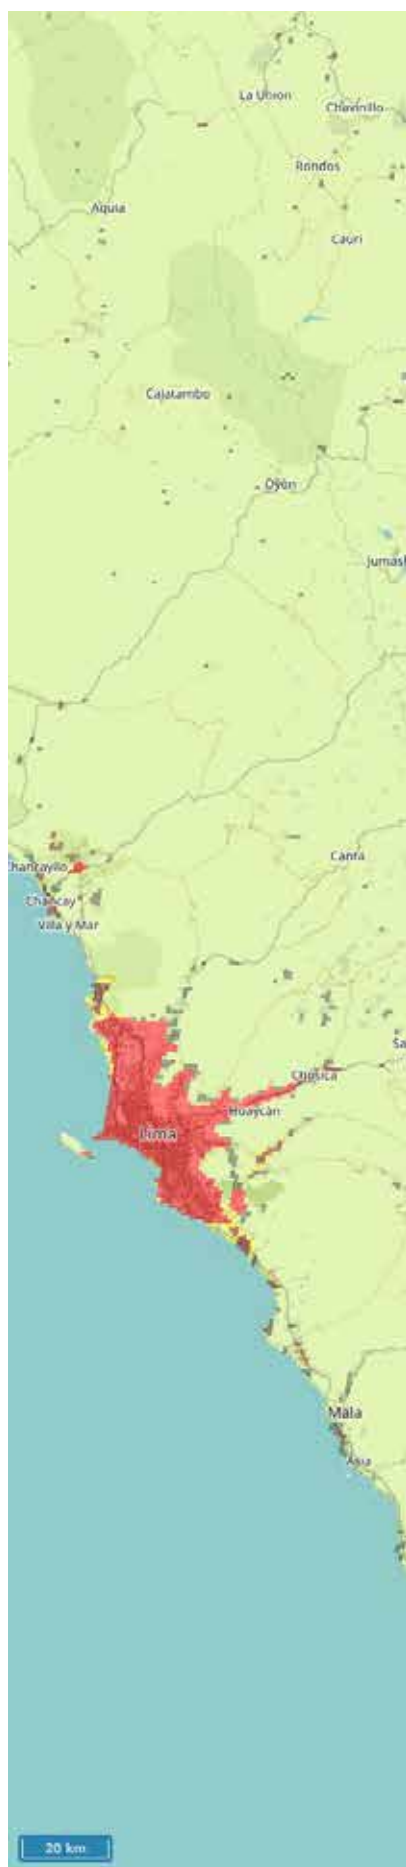 La Union
Chavinillo
Rondos
Aquia
Cauri
Cajatambo
Oyón
Chancayllo
Canta
Chancay
Villa y Mar
Chosica
Huaycán
Lima
Mala
Asia
20 km